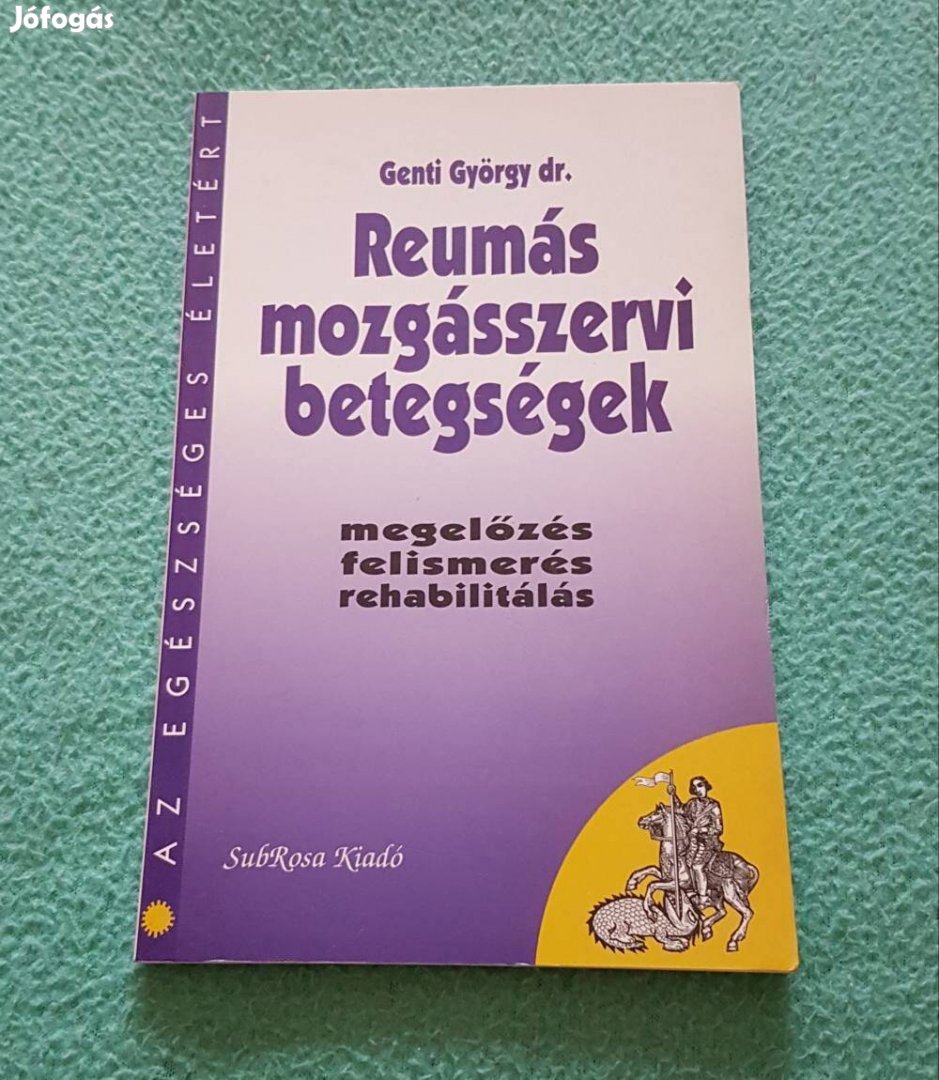 Jófogás
Genti György dr.
Reumás
mozgásszervi
betegségek
megelőzés
felismerés
rehabilitálás
SubRosa Kiadó
AZ EGÉSZSÉGES ÉLETÉRT